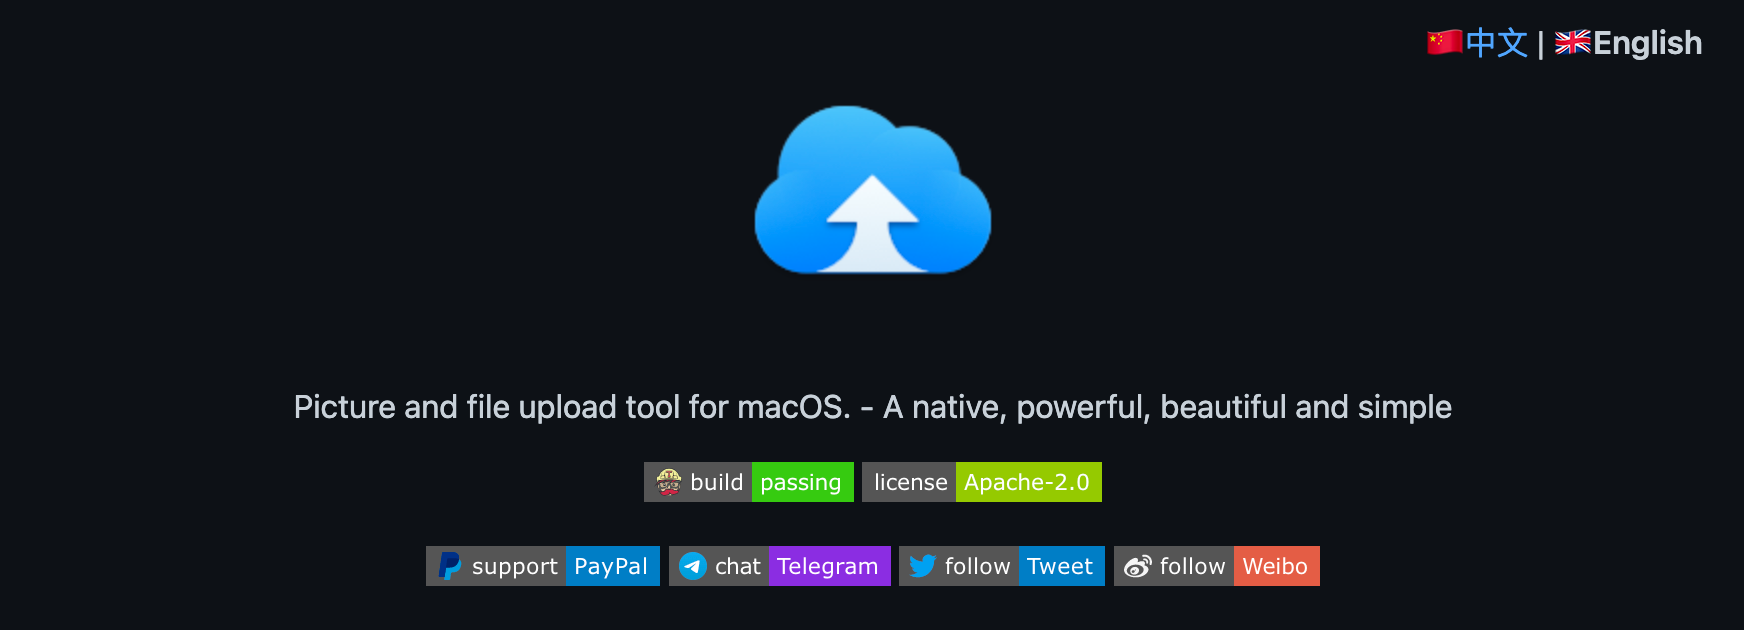 中文 | English
Picture and file upload tool for macOS. - A native, powerful, beautiful and simple
build passing license Apache-2.0
support PayPal chat Telegram follow Tweet follow Weibo